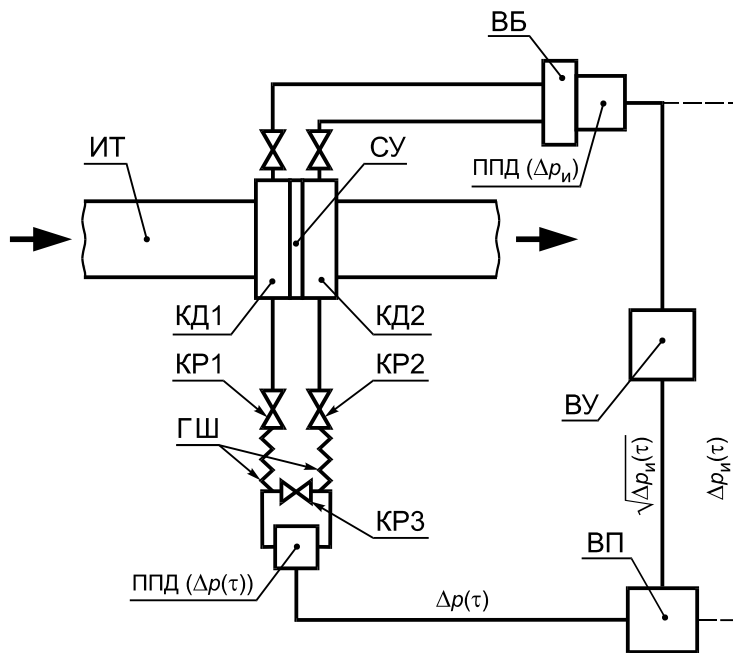 ВБ
ИТ
СУ
ППД (Δpи)
КД1
КД2
КР1
КР2
ВУ
ГШ
√Δpи(τ)
Δpи(τ)
КР3
ВП
ППД (Δp(τ))
Δp(τ)